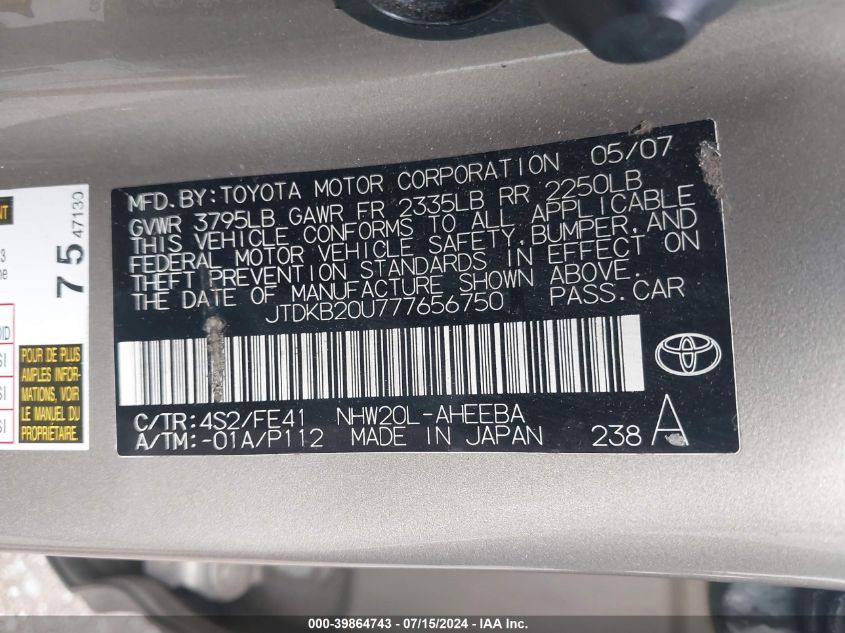 MFD.BY:TOYOTA MOTOR CORPORATION 05/07
GVWR 3795LB GAWR FR 2335LB RR 2250LB
THIS VEHICLE CONFORMS TO ALL APPLICABLE
FEDERAL MOTOR VEHICLE SAFETY,BUMPER,AND
THEFT PREVENTION STANDARDS IN EFFECT ON
THE DATE OF MANUFACTURE SHOWN ABOVE.
JTDKB20U777656750 PASS.CAR
C/TR:4S2/FE41 NHW20L-AHEEBA
A/TM:-01A/P112 MADE IN JAPAN 238 A
75 47130
POUR DE PLUS
AMPLES INFOR-
MATIONS, VOIR
LE MANUEL DU
PROPRIÉTAIRE.
000-39864743 - 07/15/2024 - IAA Inc.